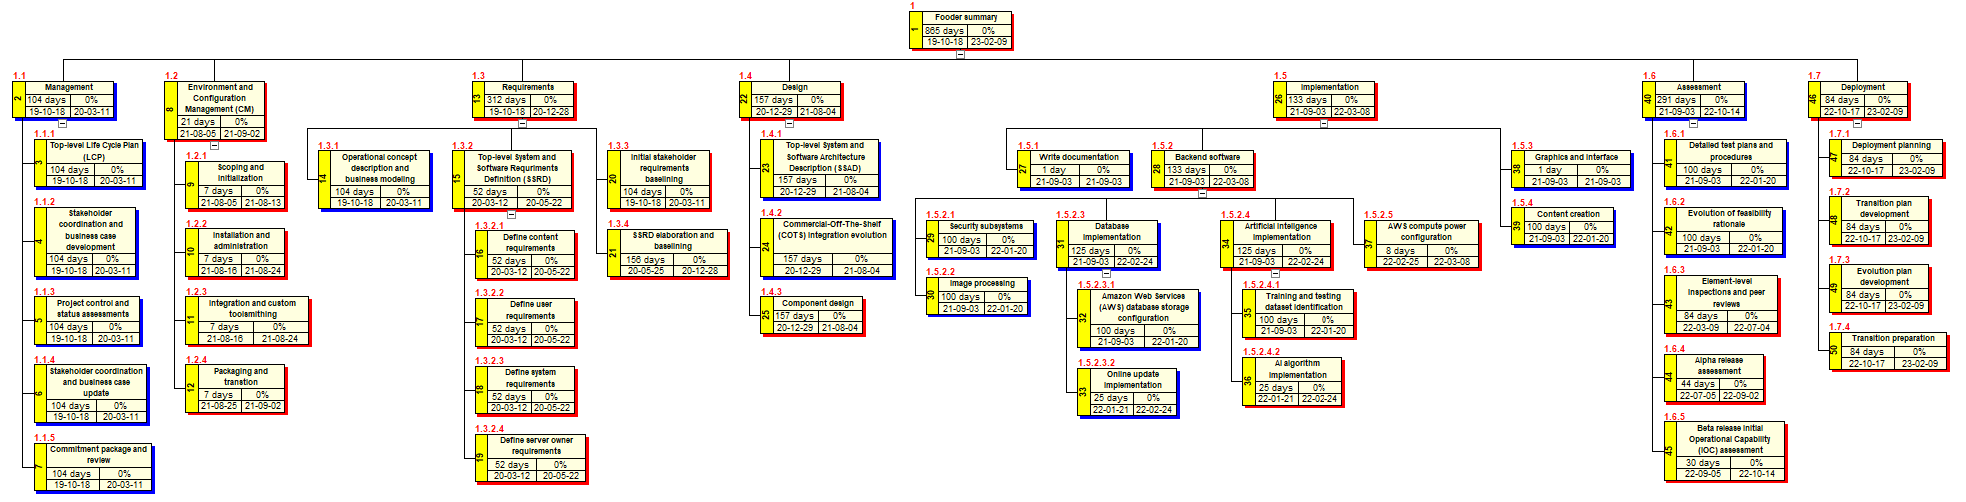 1
Fooder summary
1
865 days 0%
19-10-18 23-02-09
1.1
Management
2
104 days 0%
19-10-18 20-03-11
1.1.1
Top-level Life Cycle Plan
(LCP)
3
104 days 0%
19-10-18 20-03-11
1.1.2
Stakeholder
coordination and
business case
development
4
104 days 0%
19-10-18 20-03-11
1.1.3
Project control and
status assessments
5
104 days 0%
19-10-18 20-03-11
1.1.4
Stakeholder coordination
and business case
update
6
104 days 0%
19-10-18 20-03-11
1.1.5
Commitment package and
review
7
104 days 0%
19-10-18 20-03-11
1.2
Environment and
Configuration
Management (CM)
8
21 days 0%
21-08-05 21-09-02
1.2.1
Scoping and
initialization
9
7 days 0%
21-08-05 21-08-13
1.2.2
Installation and
administration
10
7 days 0%
21-08-16 21-08-24
1.2.3
Integration and custom
toolsmithing
11
7 days 0%
21-08-16 21-08-24
1.2.4
Packaging and
transtion
12
7 days 0%
21-08-25 21-09-02
1.3
Requirements
13
312 days 0%
19-10-18 20-12-28
1.3.1
Operational concept
description and
business modeling
14
104 days 0%
19-10-18 20-03-11
1.3.2
Top-level System and
Software Requriments
Definition (SSRD)
15
52 days 0%
20-03-12 20-05-22
1.3.2.1
Define content
requirements
16
52 days 0%
20-03-12 20-05-22
1.3.2.2
Define user
requirements
17
52 days 0%
20-03-12 20-05-22
1.3.2.3
Define system
requirements
18
52 days 0%
20-03-12 20-05-22
1.3.2.4
Define server owner
requirements
19
52 days 0%
20-03-12 20-05-22
1.3.3
Initial stakeholder
requirements
baselining
20
104 days 0%
19-10-18 20-03-11
1.3.4
SSRD elaboration and
baselining
21
156 days 0%
20-05-25 20-12-28
1.4
Design
22
157 days 0%
20-12-29 21-08-04
1.4.1
Top-level System and
Software Architecture
Description (SSAD)
23
157 days 0%
20-12-29 21-08-04
1.4.2
Commercial-Off-The-Shelf
(COTS) integration evolution
24
157 days 0%
20-12-29 21-08-04
1.4.3
Component design
25
157 days 0%
20-12-29 21-08-04
1.5
Implementation
26
133 days 0%
21-09-03 22-03-08
1.5.1
Write documentation
27
1 day 0%
21-09-03 21-09-03
1.5.2
Backend software
28
133 days 0%
21-09-03 22-03-08
1.5.2.1
Security subsystems
29
100 days 0%
21-09-03 22-01-20
1.5.2.2
Image processing
30
100 days 0%
21-09-03 22-01-20
1.5.2.3
Database
implementation
31
125 days 0%
21-09-03 22-02-24
1.5.2.3.1
Amazon Web Services
(AWS) database storage
configuration
32
100 days 0%
21-09-03 22-01-20
1.5.2.3.2
Online update
implementation
33
25 days 0%
22-01-21 22-02-24
1.5.2.4
Artificial Inteligence
implementation
34
125 days 0%
21-09-03 22-02-24
1.5.2.4.1
Training and testing
dataset identification
35
100 days 0%
21-09-03 22-01-20
1.5.2.4.2
AI algorithm
implementation
36
25 days 0%
22-01-21 22-02-24
1.5.2.5
AWS compute power
configuration
37
8 days 0%
22-02-25 22-03-08
1.5.3
Graphics and interface
38
1 day 0%
21-09-03 21-09-03
1.5.4
Content creation
39
100 days 0%
21-09-03 22-01-20
1.6
Assessment
40
291 days 0%
21-09-03 22-10-14
1.6.1
Detailed test plans and
procedures
41
100 days 0%
21-09-03 22-01-20
1.6.2
Evolution of feasibility
rationale
42
100 days 0%
21-09-03 22-01-20
1.6.3
Element-level
inspections and peer
reviews
43
84 days 0%
22-03-09 22-07-04
1.6.4
Alpha release
assessment
44
44 days 0%
22-07-05 22-09-02
1.6.5
Beta release Initial
Operational Capability
(IOC) assessment
45
30 days 0%
22-09-05 22-10-14
1.7
Deployment
46
84 days 0%
22-10-17 23-02-09
1.7.1
Deployment planning
47
84 days 0%
22-10-17 23-02-09
1.7.2
Transition plan
development
48
84 days 0%
22-10-17 23-02-09
1.7.3
Evolution plan
development
49
84 days 0%
22-10-17 23-02-09
1.7.4
Transition preparation
50
84 days 0%
22-10-17 23-02-09